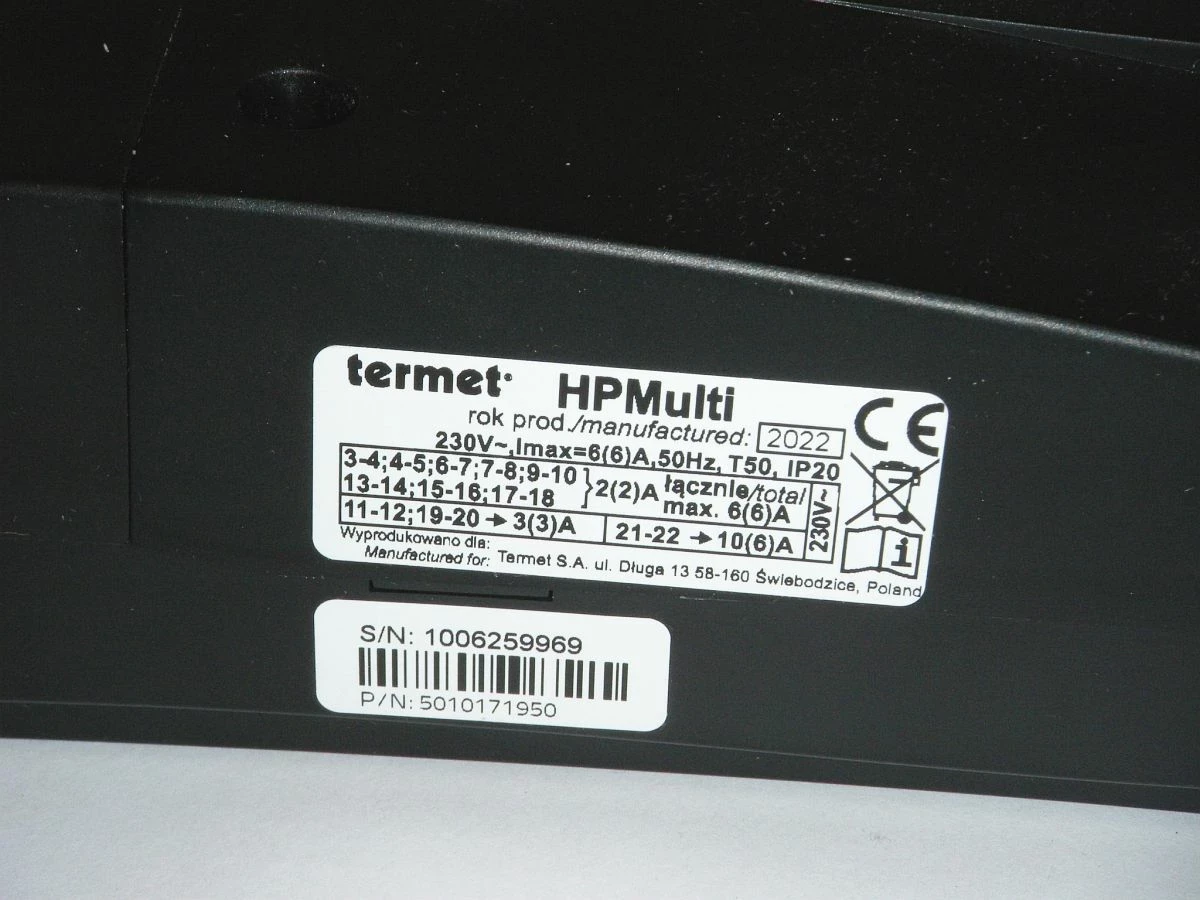 termet® HPMulti
CE
rok prod./manufactured: 2022
230V~,Imax=6(6)A,50Hz, T50, IP20
3-4;4-5;6-7;7-8;9-10
13-14;15-16;17-18
}2(2)A łącznie/total
max. 6(6)A
230V~
11-12;19-20 → 3(3)A
21-22 → 10(6)A
i
Wyprodukowano dla:
Manufactured for: Termet S.A. ul. Długa 13 58-160 Świebodzice, Poland
S/N: 1006259969
P/N: 5010171950